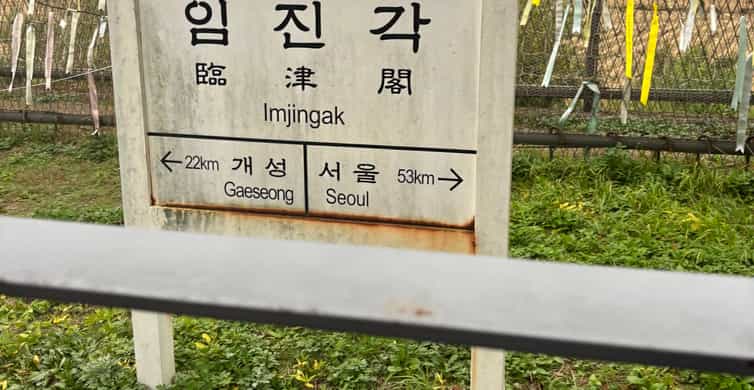 임 진 각
臨 津 閣
Imjingak
←22km 개 성
Gaeseong
서 울 53km→
Seoul